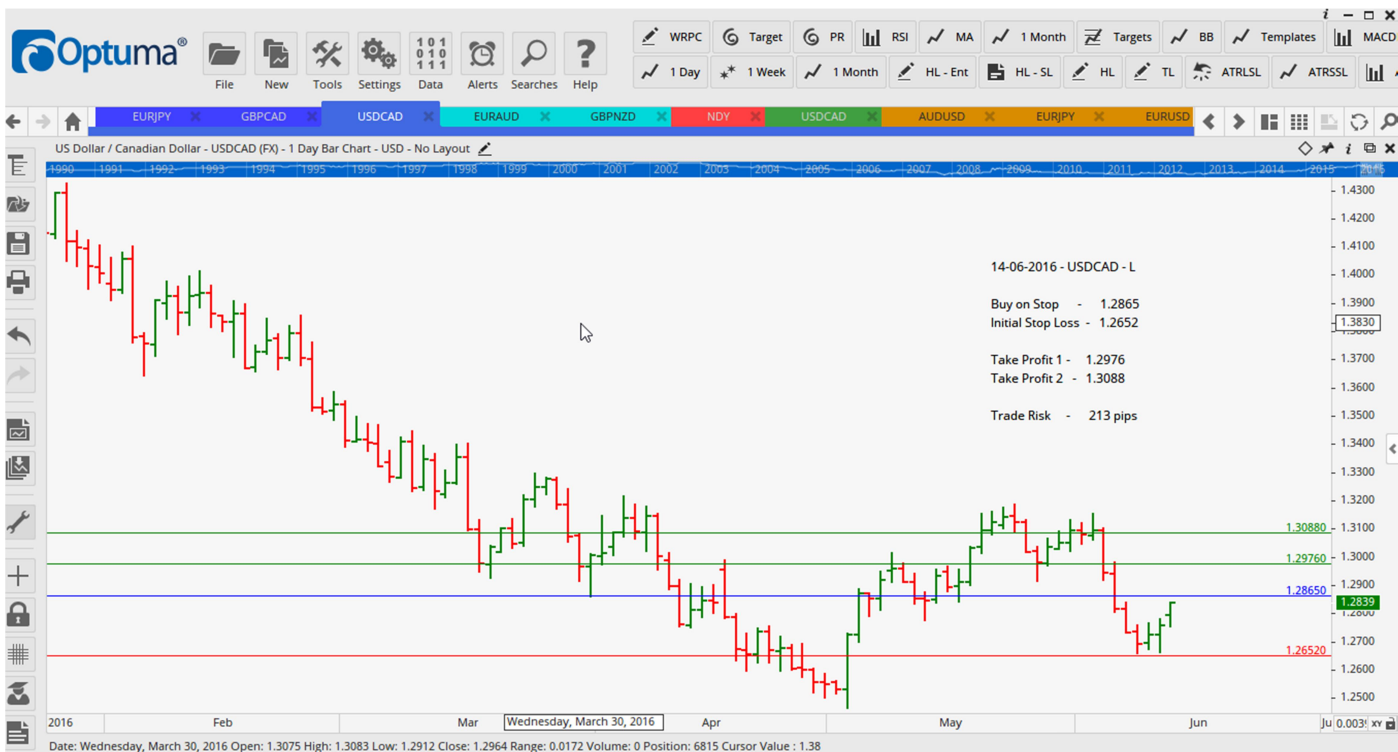 Optuma®
File
New
Tools
Settings
Data
Alerts
Searches
Help
101
010
111
WRPC
Target
PR
RSI
MA
1 Month
Targets
BB
Templates
MACD
1 Day
1 Week
1 Month
HL - Ent
HL - SL
HL
TL
ATRLSL
ATRSSL
EURJPY
GBPCAD
USDCAD
EURAUD
GBPNZD
NDY
USDCAD
AUDUSD
EURJPY
EURUSD
US Dollar / Canadian Dollar - USDCAD (FX) - 1 Day Bar Chart - USD - No Layout
1990 1991 1992 1993 1994 1995 1996 1997 1998 1999 2000 2001 2002 2003 2004 2005 2006 2007 2008 2009 2010 2011 2012 2013 2014 2015 2016
1.4300
1.4200
1.4100
1.4000
1.3900
1.3830
1.3700
1.3600
1.3500
1.3400
1.3300
1.3200
1.3100
1.3000
1.2900
1.2839
1.2800
1.2700
1.2600
1.2500
14-06-2016 - USDCAD - L
Buy on Stop - 1.2865
Initial Stop Loss - 1.2652
Take Profit 1 - 1.2976
Take Profit 2 - 1.3088
Trade Risk - 213 pips
1.30880
1.29760
1.28650
1.26520
2016 Feb Mar Wednesday, March 30, 2016 Apr May Jun
XY
Date: Wednesday, March 30, 2016 Open: 1.3075 High: 1.3083 Low: 1.2912 Close: 1.2964 Range: 0.0172 Volume: 0 Position: 6815 Cursor Value : 1.38